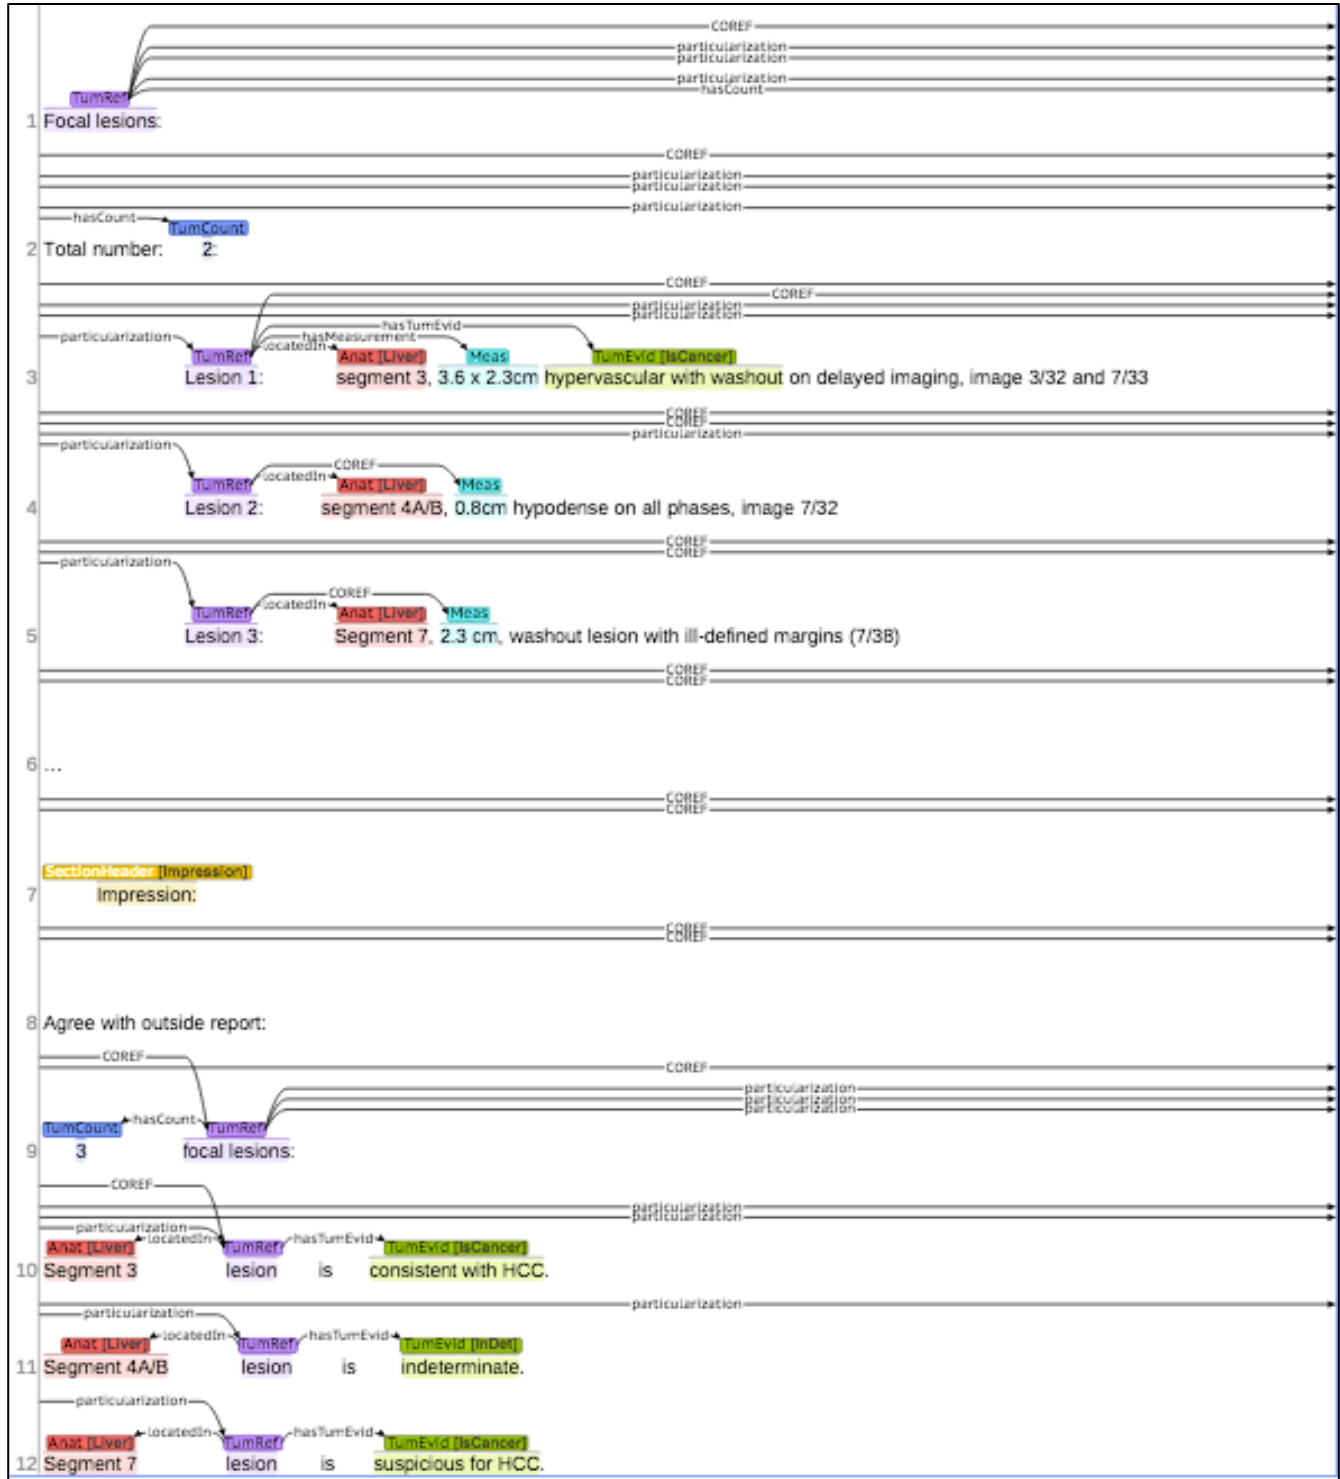 COREF
particularization
particularization
particularization
hasCount
TumRef
1 Focal lesions:
COREF
particularization
particularization
particularization
hasCount
TumCount
2 Total number: 2:
COREF
COREF
particularization
particularization
hasTumEvid
particularization hasMeasurement
TumRef locatedIn Anat [Liver] Meas TumEvid [IsCancer]
3 Lesion 1: segment 3, 3.6 x 2.3cm hypervascular with washout on delayed imaging, image 3/32 and 7/33
COREF
COREF
particularization
particularization
COREF
TumRef locatedIn Anat [Liver] Meas
4 Lesion 2: segment 4A/B, 0.8cm hypodense on all phases, image 7/32
COREF
COREF
particularization
COREF
TumRef locatedIn Anat [Liver] Meas
5 Lesion 3: Segment 7, 2.3 cm, washout lesion with ill-defined margins (7/38)
COREF
COREF
6 ...
COREF
COREF
SectionHeader [Impression]
7 Impression:
COREF
COREF
8 Agree with outside report:
COREF
COREF
particularization
particularization
particularization
TumCount hasCount TumRef
9 3 focal lesions:
COREF
particularization
particularization
particularization
Anat [Liver] locatedIn TumRef hasTumEvid TumEvid [IsCancer]
10 Segment 3 lesion is consistent with HCC.
particularization
particularization
Anat [Liver] locatedIn TumRef hasTumEvid TumEvid [InDet]
11 Segment 4A/B lesion is indeterminate.
particularization
Anat [Liver] locatedIn TumRef hasTumEvid TumEvid [IsCancer]
12 Segment 7 lesion is suspicious for HCC.